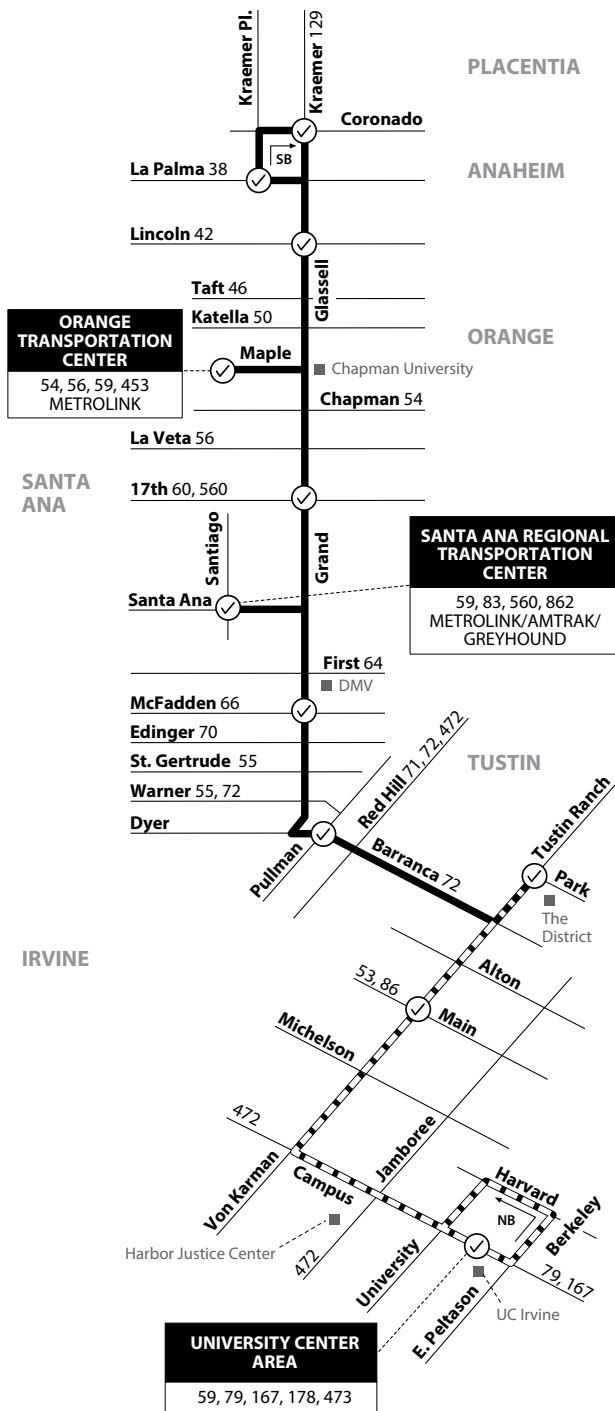 Kraemer Pl.
Kraemer 129
PLACENTIA
Coronado
SB
La Palma 38
ANAHEIM
Lincoln 42
Glassell
Taft 46
Katella 50
ORANGE
TRANSPORTATION
CENTER
54, 56, 59, 453
METROLINK
ORANGE
Maple
Chapman University
Chapman 54
La Veta 56
SANTA
ANA
17th 60, 560
Santiago
Grand
SANTA ANA REGIONAL
TRANSPORTATION
CENTER
59, 83, 560, 862
METROLINK/AMTRAK/
GREYHOUND
Santa Ana
First 64
DMV
McFadden 66
Edinger 70
St. Gertrude 55
Warner 55, 72
Dyer
Pullman
Red Hill 71, 72, 472
TUSTIN
Barranca 72
Tustin Ranch
Park
The
District
IRVINE
Alton
53, 86
Main
Michelson
472
Von Karman
Campus
Jamboree
472
Harbor Justice Center
Harvard
NB
Berkeley
University
79, 167
E. Peltason
UC Irvine
UNIVERSITY CENTER
AREA
59, 79, 167, 178, 473